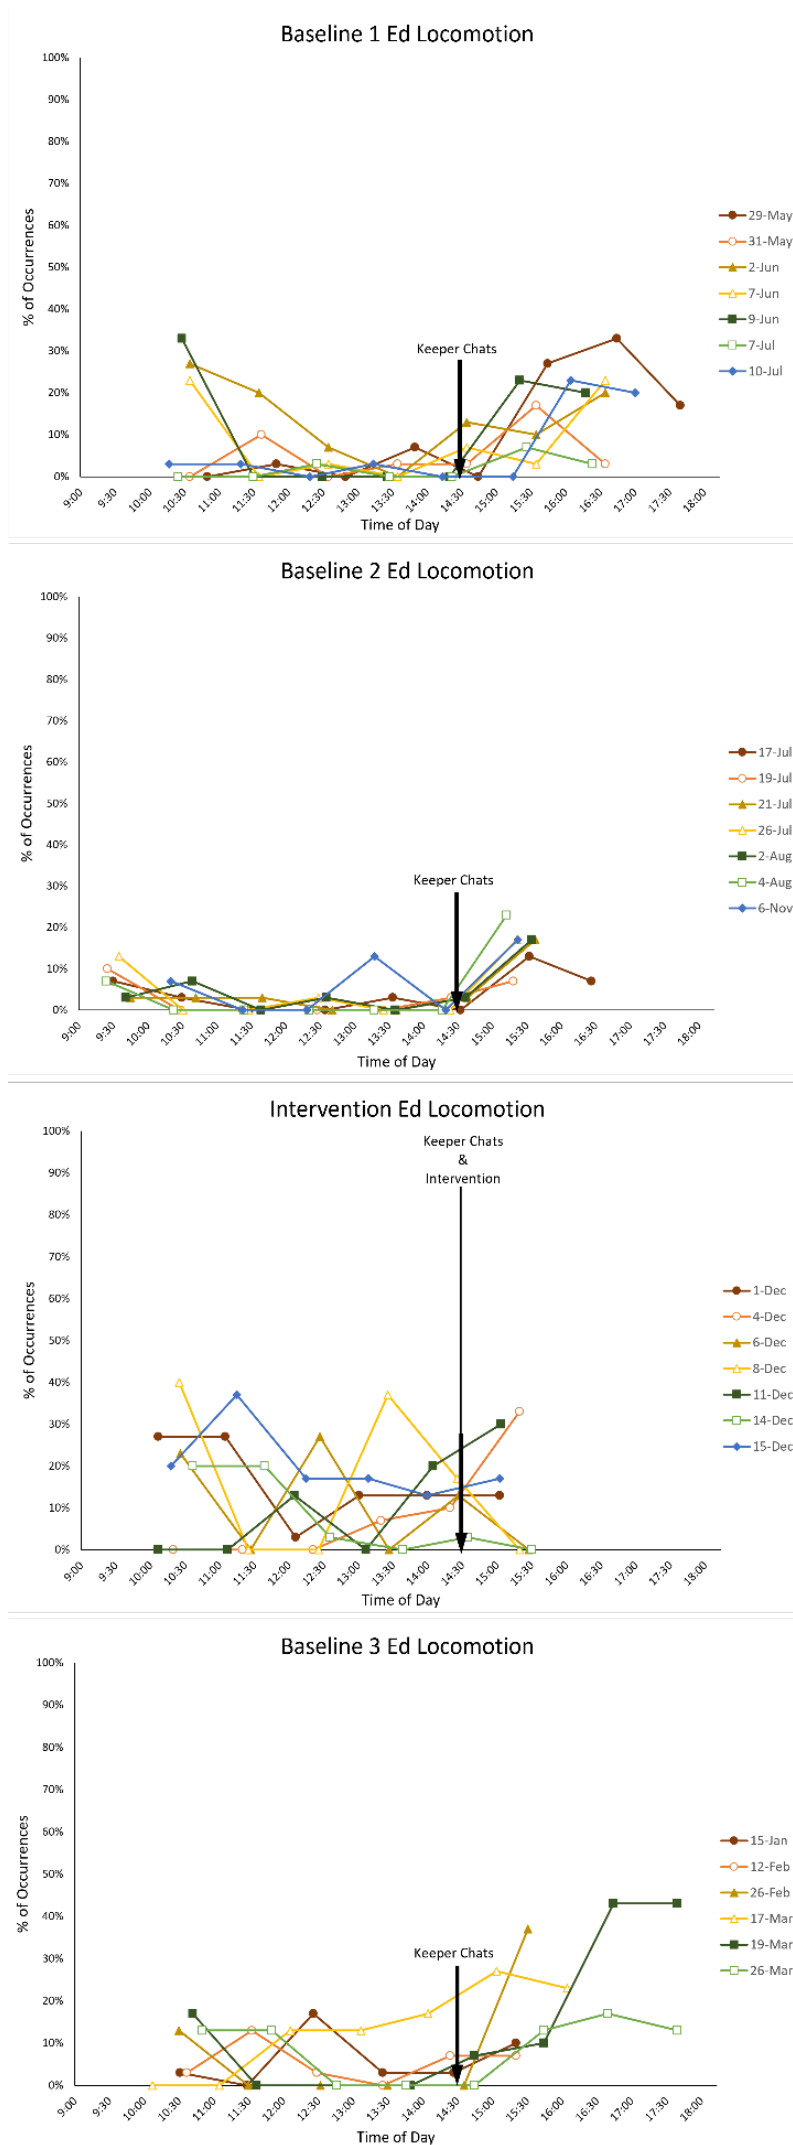 Baseline 1 Ed Locomotion
100%
90%
80%
70%
60%
50%
40%
30%
20%
10%
0%
% of Occurrences
Keeper Chats
29-May
31-May
2-Jun
7-Jun
9-Jun
7-Jul
10-Jul
9:00
9:30
10:00
10:30
11:00
11:30
12:00
12:30
13:00
13:30
14:00
14:30
15:00
15:30
16:00
16:30
17:00
17:30
18:00
Time of Day
Baseline 2 Ed Locomotion
100%
90%
80%
70%
60%
50%
40%
30%
20%
10%
0%
% of Occurrences
Keeper Chats
17-Jul
19-Jul
21-Jul
26-Jul
2-Aug
4-Aug
6-Nov
9:00
9:30
10:00
10:30
11:00
11:30
12:00
12:30
13:00
13:30
14:00
14:30
15:00
15:30
16:00
16:30
17:00
17:30
18:00
Time of Day
Intervention Ed Locomotion
100%
90%
80%
70%
60%
50%
40%
30%
20%
10%
0%
% of Occurrences
Keeper Chats
&
Intervention
1-Dec
4-Dec
6-Dec
8-Dec
11-Dec
14-Dec
15-Dec
9:00
9:30
10:00
10:30
11:00
11:30
12:00
12:30
13:00
13:30
14:00
14:30
15:00
15:30
16:00
16:30
17:00
17:30
18:00
Time of Day
Baseline 3 Ed Locomotion
100%
90%
80%
70%
60%
50%
40%
30%
20%
10%
0%
% of Occurrences
Keeper Chats
15-Jan
12-Feb
26-Feb
17-Mar
19-Mar
26-Mar
9:00
9:30
10:00
10:30
11:00
11:30
12:00
12:30
13:00
13:30
14:00
14:30
15:00
15:30
16:00
16:30
17:00
17:30
18:00
Time of Day